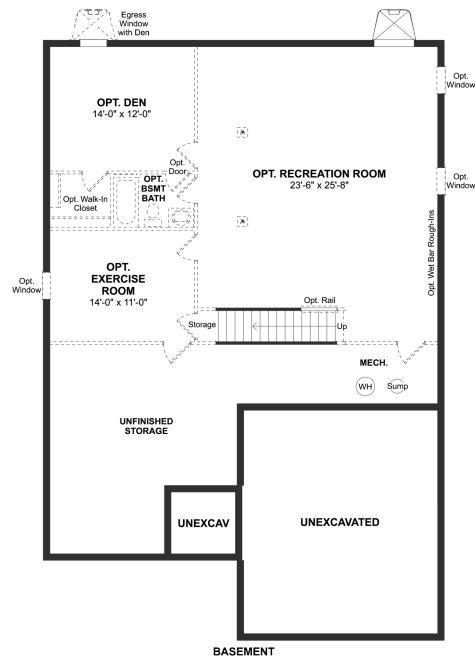 Egress
Window
with Den
Opt.
Window
OPT. DEN
14'-0" x 12'-0"
Opt.
Door
OPT.
BSMT
BATH
Opt. Walk-In
Closet
OPT. RECREATION ROOM
23'-6" x 25'-8"
Opt.
Window
Opt. Wet Bar Rough-Ins
OPT.
EXERCISE
ROOM
14'-0" x 11'-0"
Opt.
Window
Storage
Opt. Rail
Up
MECH.
WH
Sump
UNFINISHED
STORAGE
UNEXCAV
UNEXCAVATED
BASEMENT